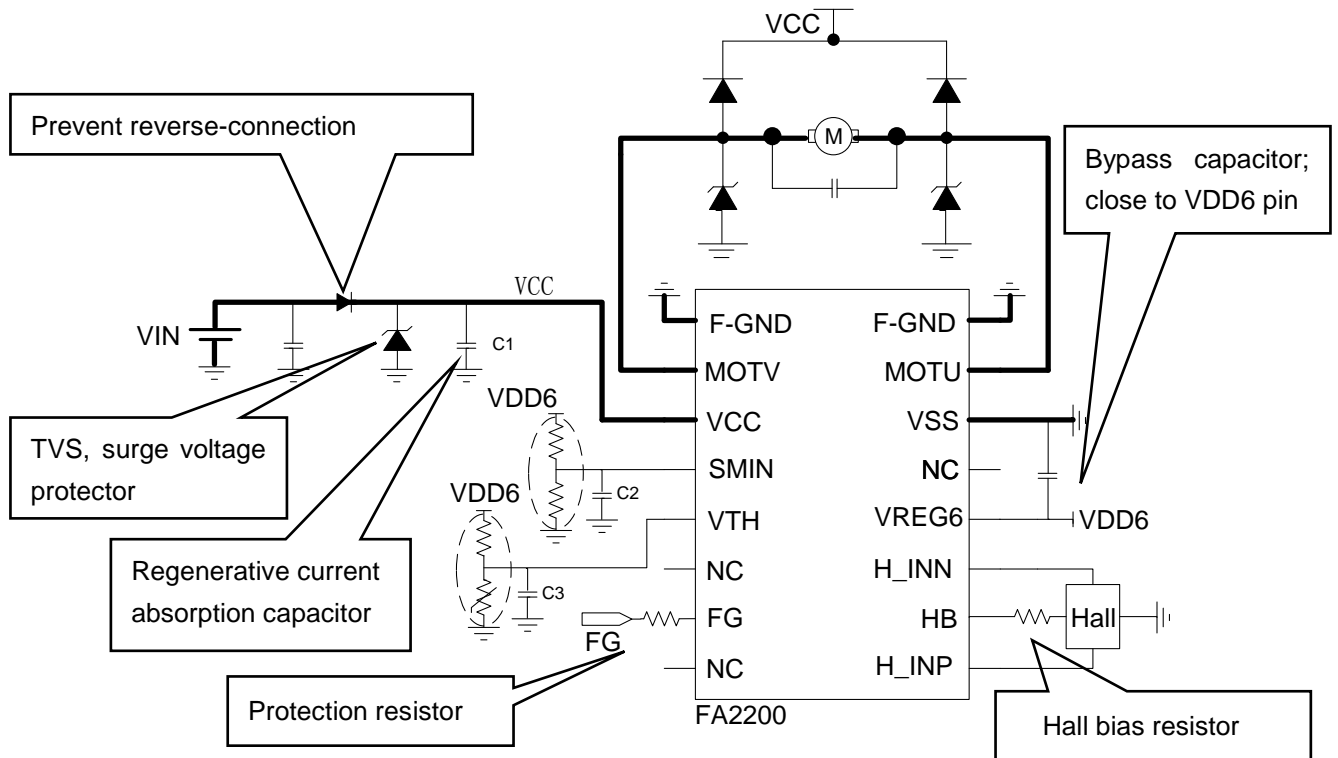 VCC
Prevent reverse-connection
M
Bypass capacitor;
close to VDD6 pin
VCC
VIN
C1
TVS, surge voltage
protector
Regenerative current
absorption capacitor
VDD6
C2
VDD6
C3
FG
Protection resistor
F-GND
MOTV
VCC
SMIN
VTH
NC
FG
NC
F-GND
MOTU
VSS
NC
VREG6
H_INN
HB
H_INP
FA2200
VDD6
Hall
Hall bias resistor